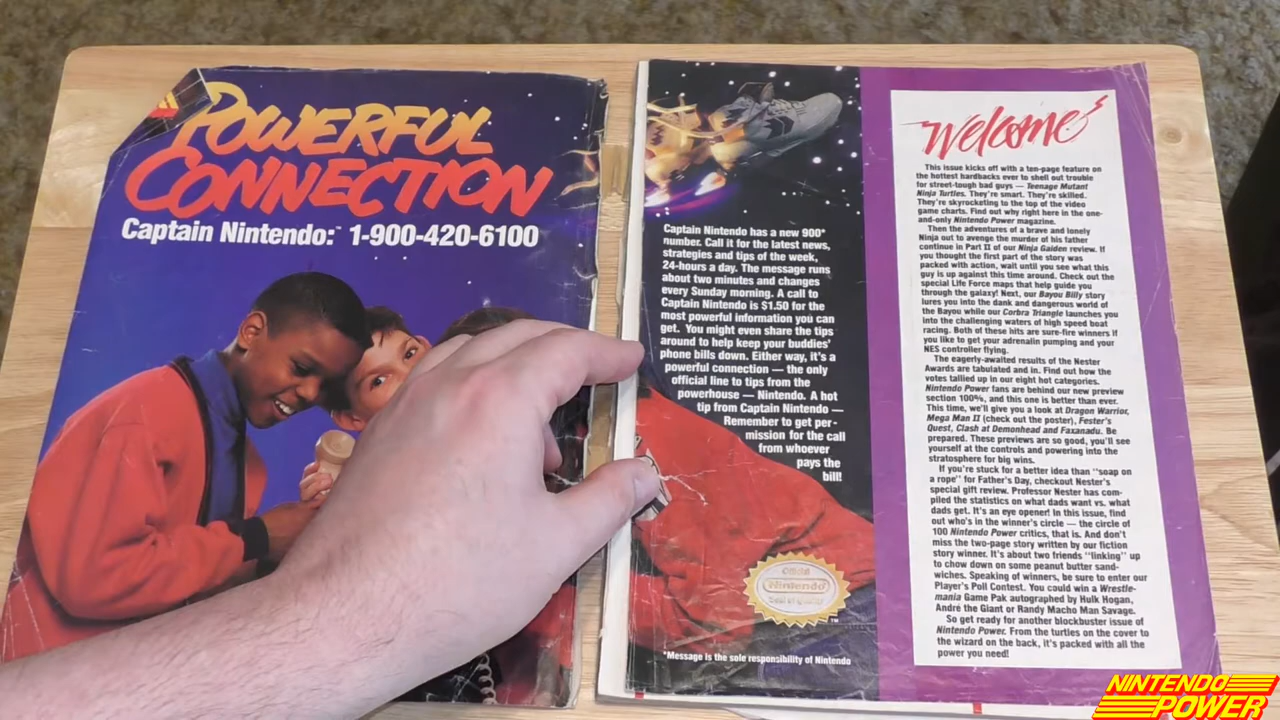 POWERFUL
CONNECTION
Captain Nintendo:™ 1-900-420-6100
Captain Nintendo has a new 900*
number. Call it for the latest news,
strategies and tips of the week,
24-hours a day. The message runs
about two minutes and changes
every Sunday morning. A call to
Captain Nintendo is $1.50 for the
most powerful information you can
get. You might even share the tips
around to help keep your buddies'
phone bills down. Either way, it's a
powerful connection — the only
official line to tips from the
powerhouse — Nintendo. A hot
tip from Captain Nintendo —
Remember to get per-
mission for the call
from whoever
pays the
bill!
Nintendo
Seal of Quality
TM
*Message is the sole responsibility of Nintendo
Welcome
This issue kicks off with a ten-page feature on
the hottest hardbacks ever to shell out trouble
for street-tough bad guys — Teenage Mutant
Ninja Turtles. They're smart. They're skilled.
They're skyrocketing to the top of the video
game charts. Find out why right here in the one-
and-only Nintendo Power magazine.
Then the adventures of a brave and lonely
Ninja out to avenge the murder of his father
continue in Part II of our Ninja Gaiden review. If
you thought the first part of the story was
packed with action, wait until you see what this
guy is up against this time around. Check out the
special Life Force maps that help guide you
through the galaxy! Next, our Bayou Billy story
lures you into the dank and dangerous world of
the Bayou while our Corbra Triangle launches you
into the challenging waters of high speed boat
racing. Both of these hits are sure-fire winners if
you like to get your adrenalin pumping and your
NES controller flying.
The eagerly-awaited results of the Nester
Awards are tabulated and in. Find out how the
votes tallied up in our eight hot categories.
Nintendo Power fans are behind our new preview
section 100%, and this one is better than ever.
This time, we'll give you a look at Dragon Warrior,
Mega Man II (check out the poster), Fester's
Quest, Clash at Demonhead and Faxanadu. Be
prepared. These previews are so good, you'll see
yourself at the controls and powering into the
stratosphere for big wins.
If you're stuck for a better idea than "soap on
a rope" for Father's Day, checkout Nester's
special gift review. Professor Nester has com-
piled the statistics on what dads want vs. what
dads get. It's an eye opener! In this issue, find
out who's in the winner's circle — the circle of
100 Nintendo Power critics, that is. And don't
miss the two-page story written by our fiction
story winner. It's about two friends "linking" up
to chow down on some peanut butter sand-
wiches. Speaking of winners, be sure to enter our
Player's Poll Contest. You could win a Wrestle-
mania Game Pak autographed by Hulk Hogan,
André the Giant or Randy Macho Man Savage.
So get ready for another blockbuster issue of
Nintendo Power. From the turtles on the cover to
the wizard on the back, it's packed with all the
power you need!
NINTENDO
POWER